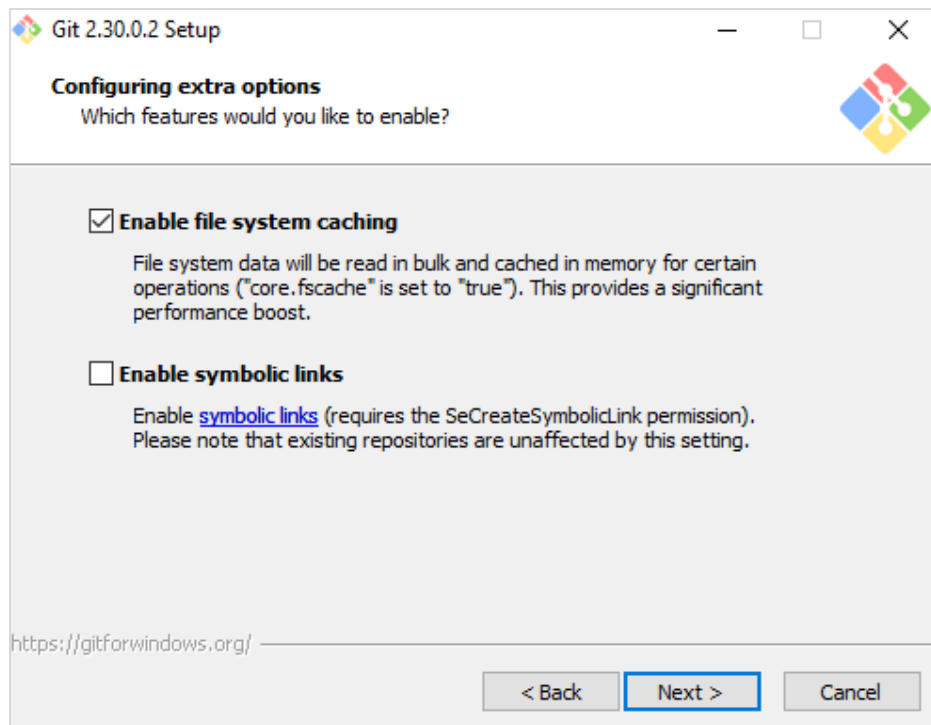 Git 2.30.0.2 Setup
Configuring extra options
Which features would you like to enable?
Enable file system caching
File system data will be read in bulk and cached in memory for certain
operations ("core.fscache" is set to "true"). This provides a significant
performance boost.
Enable symbolic links
Enable symbolic links (requires the SeCreateSymbolicLink permission).
Please note that existing repositories are unaffected by this setting.
https://gitforwindows.org/
< Back Next > Cancel